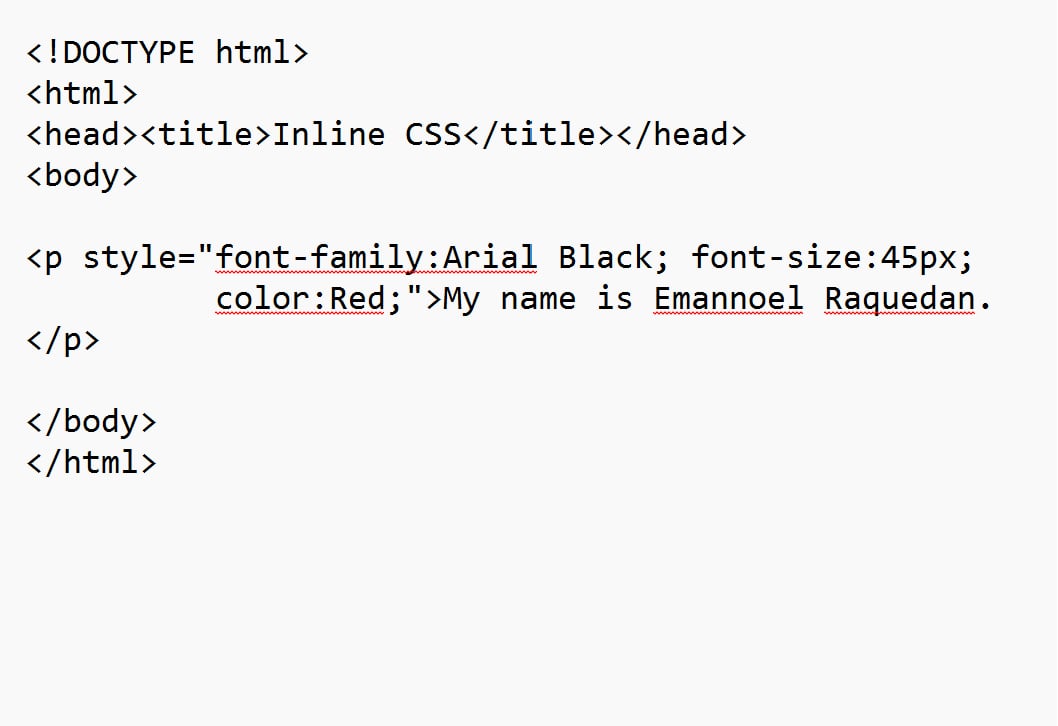 <!DOCTYPE html>
<html>
<head><title>Inline CSS</title></head>
<body>
<p style="font-family:Arial Black; font-size:45px;
color:Red;">My name is Emannoel Raquedan.
</p>
</body>
</html>